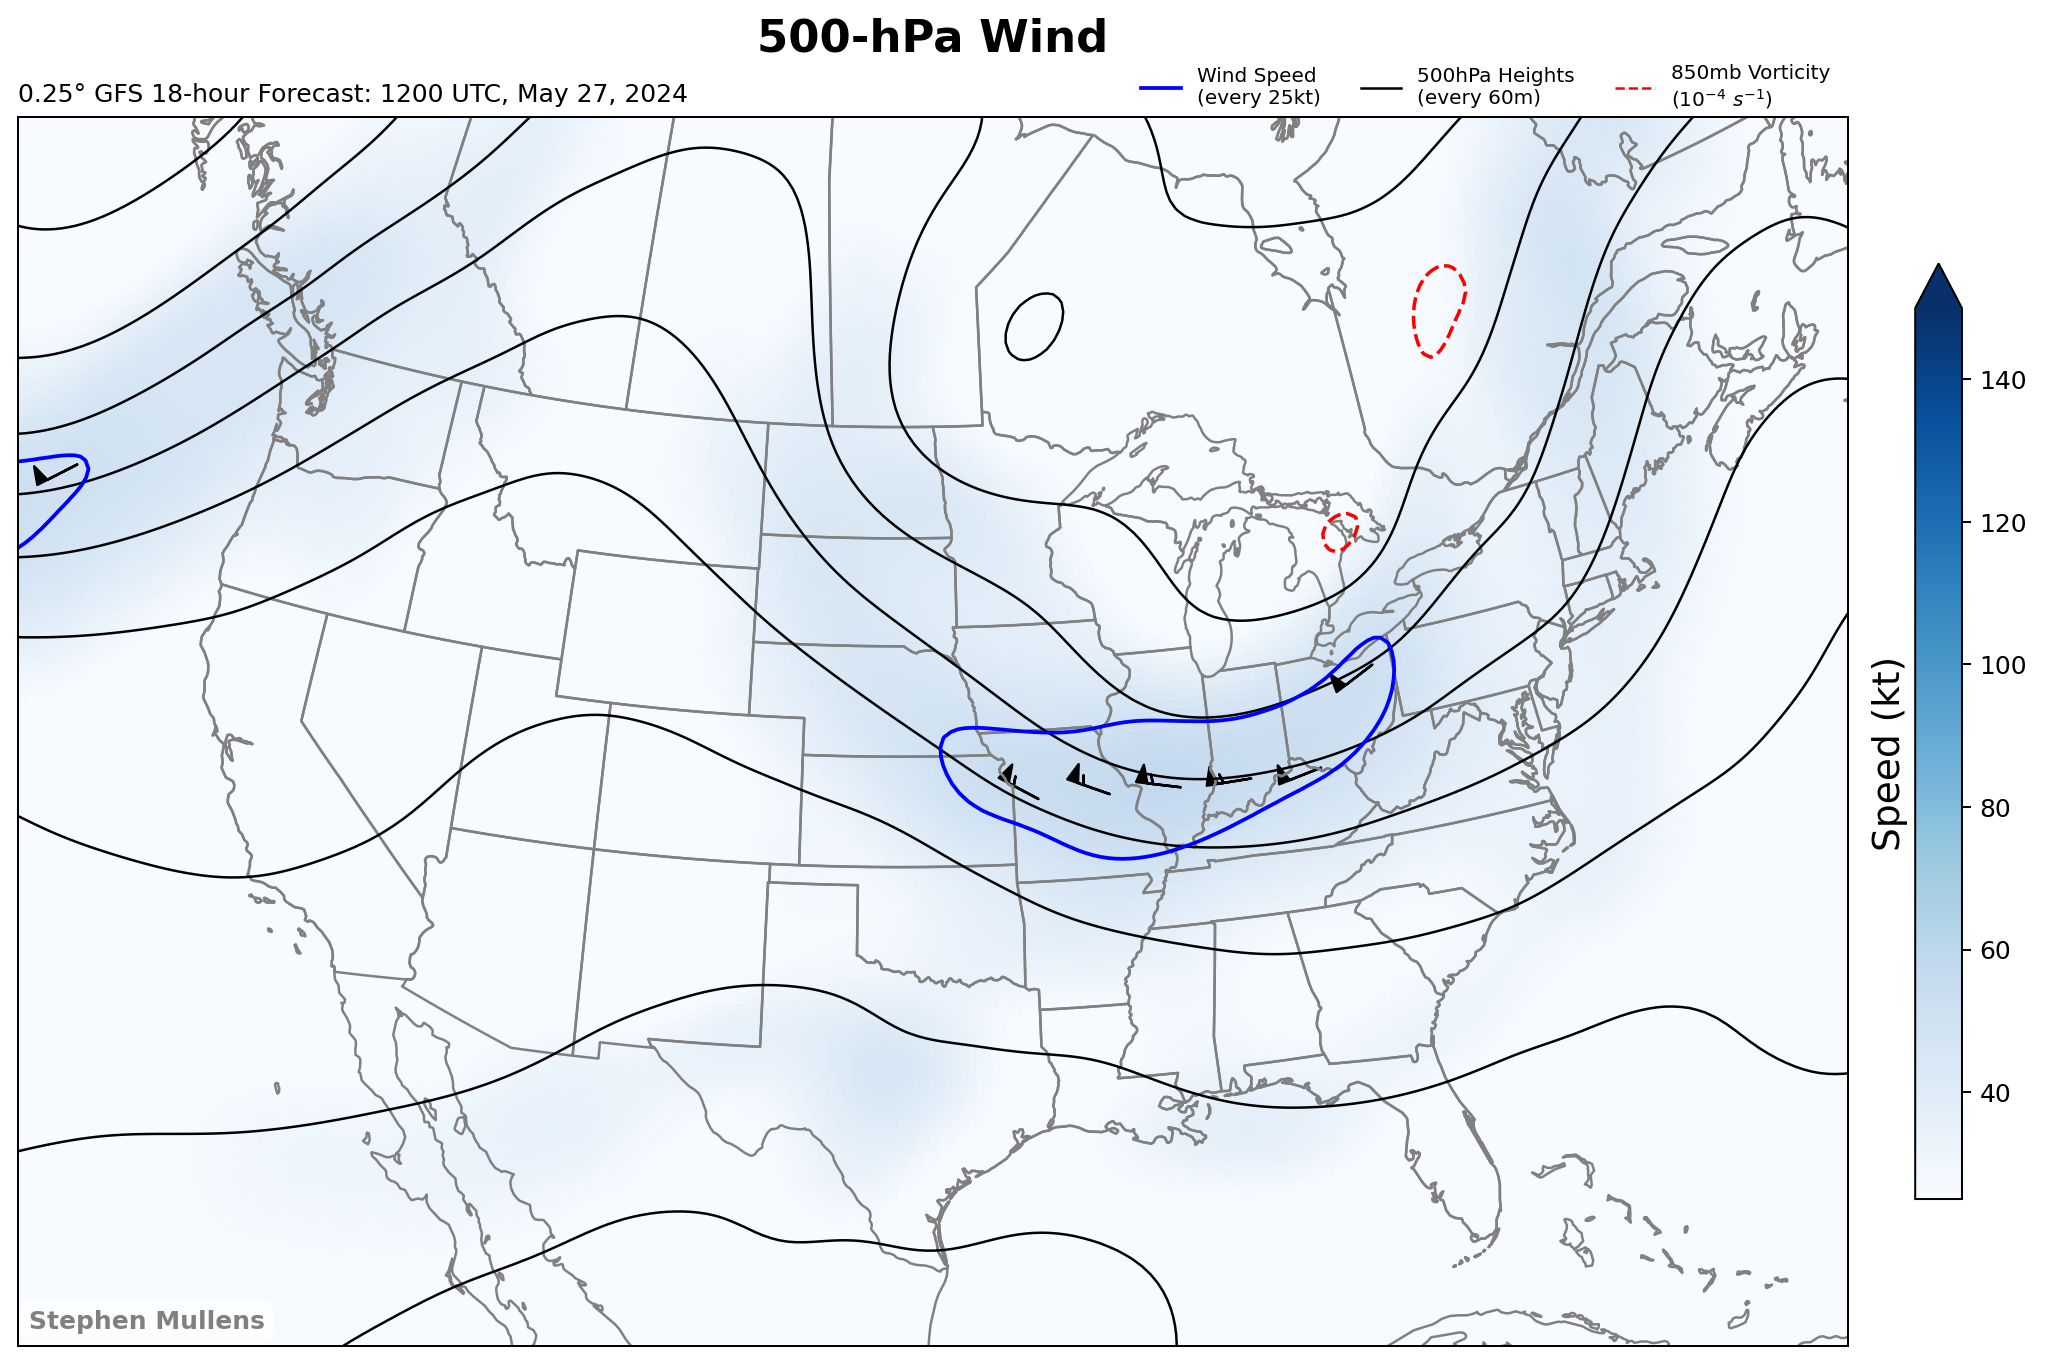 500-hPa Wind
0.25° GFS 18-hour Forecast: 1200 UTC, May 27, 2024
Wind Speed
(every 25kt)
500hPa Heights
(every 60m)
850mb Vorticity
(10⁻⁴ s⁻¹)
140
120
100
80
60
40
Speed (kt)
Stephen Mullens